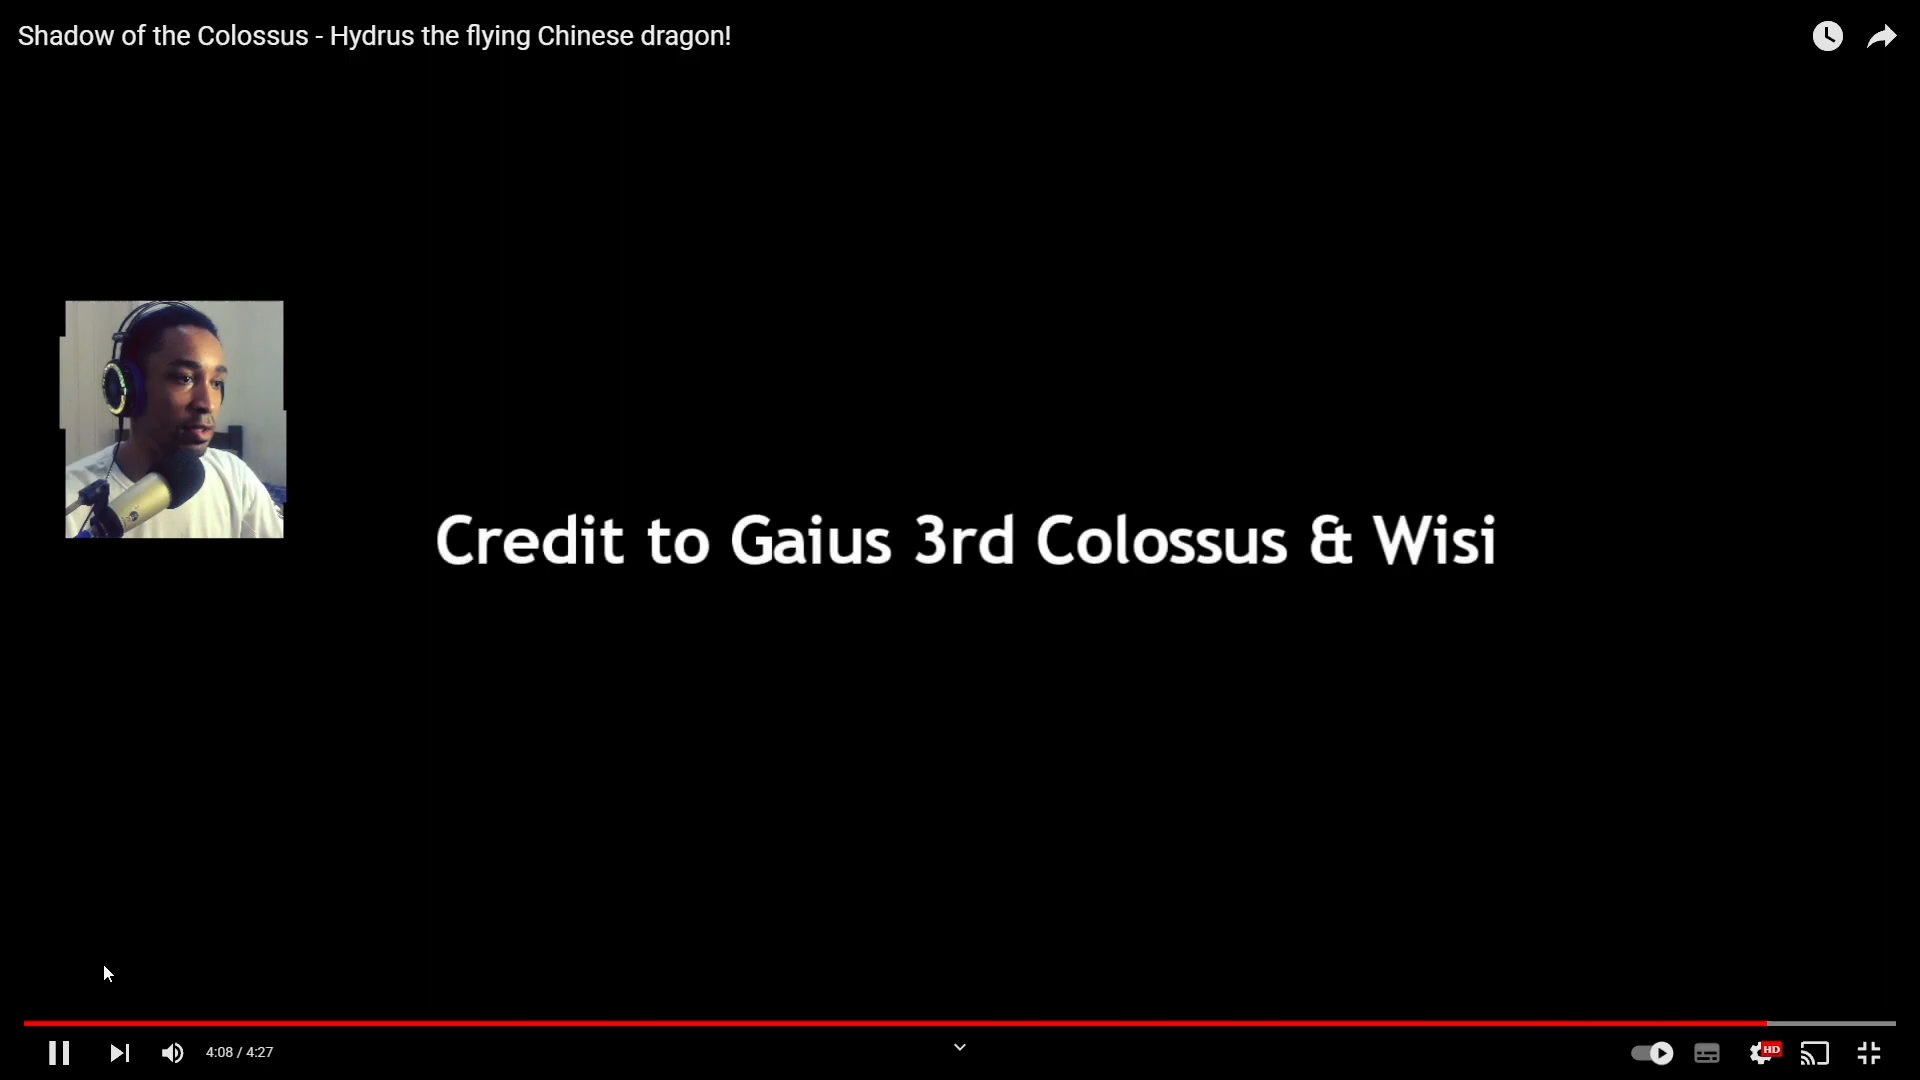 Shadow of the Colossus - Hydrus the flying Chinese dragon!
Credit to Gaius 3rd Colossus & Wisi
4:08 / 4:27
HD